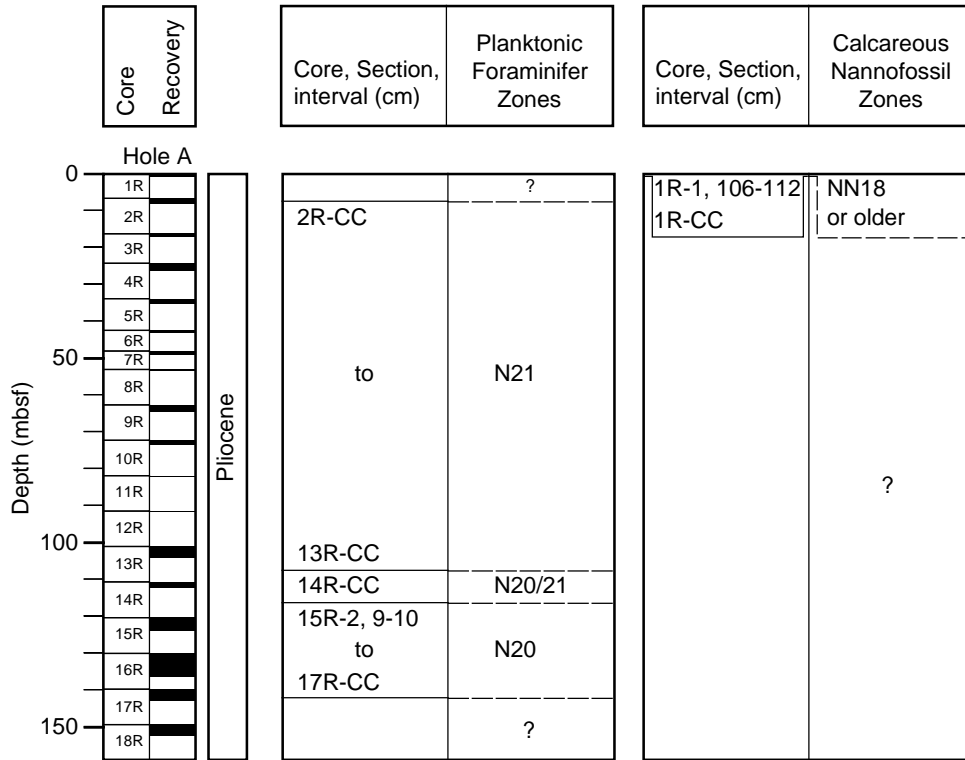 Core
Recovery
Core, Section,
interval (cm)
Planktonic
Foraminifer
Zones
Core, Section,
interval (cm)
Calcareous
Nannofossil
Zones
Hole A
Depth (mbsf)
0
50
100
150
1R
2R
3R
4R
5R
6R
7R
8R
9R
10R
11R
12R
13R
14R
15R
16R
17R
18R
Pliocene
?
2R-CC
to
N21
13R-CC
14R-CC
N20/21
15R-2, 9-10
to
N20
17R-CC
?
1R-1, 106-112
1R-CC
NN18
or older
?